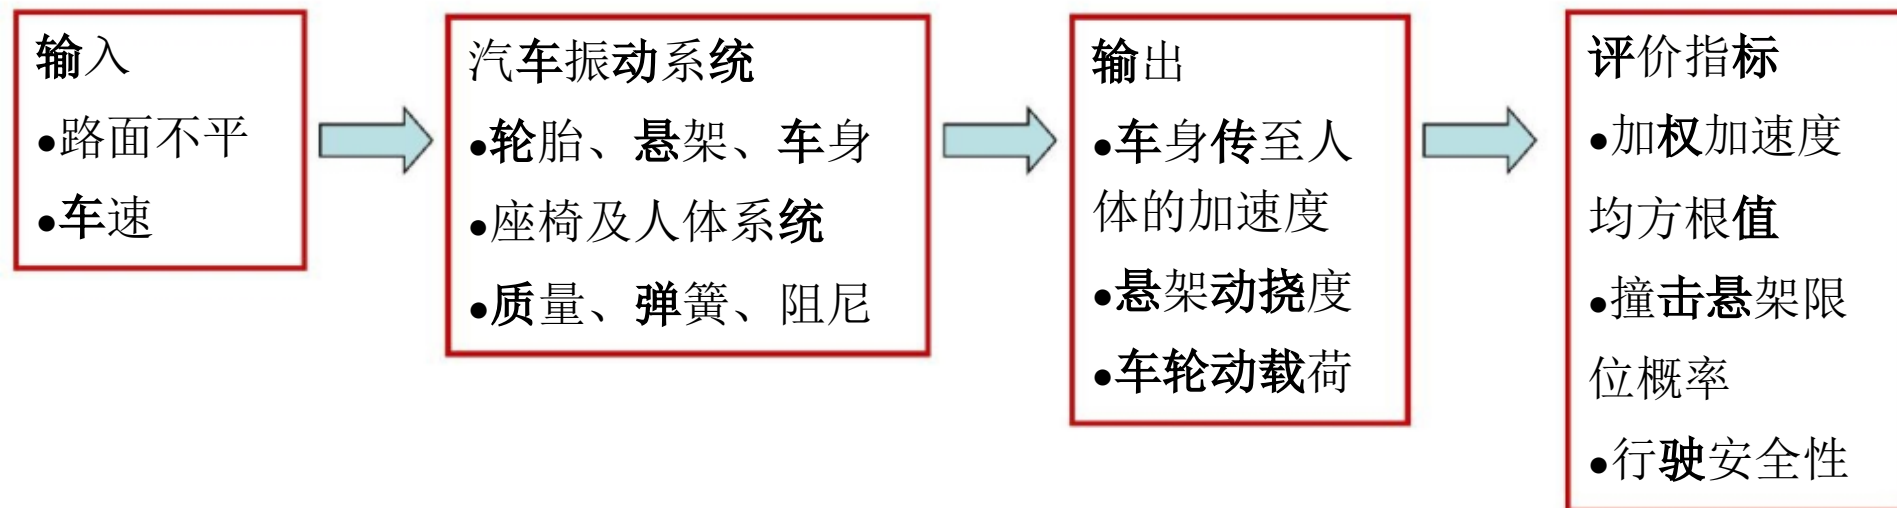 输入
●路面不平
●车速
汽车振动系统
●轮胎、悬架、车身
●座椅及人体系统
●质量、弹簧、阻尼
输出
●车身传至人
体的加速度
●悬架动挠度
●车轮动载荷
评价指标
●加权加速度
均方根值
●撞击悬架限
位概率
●行驶安全性